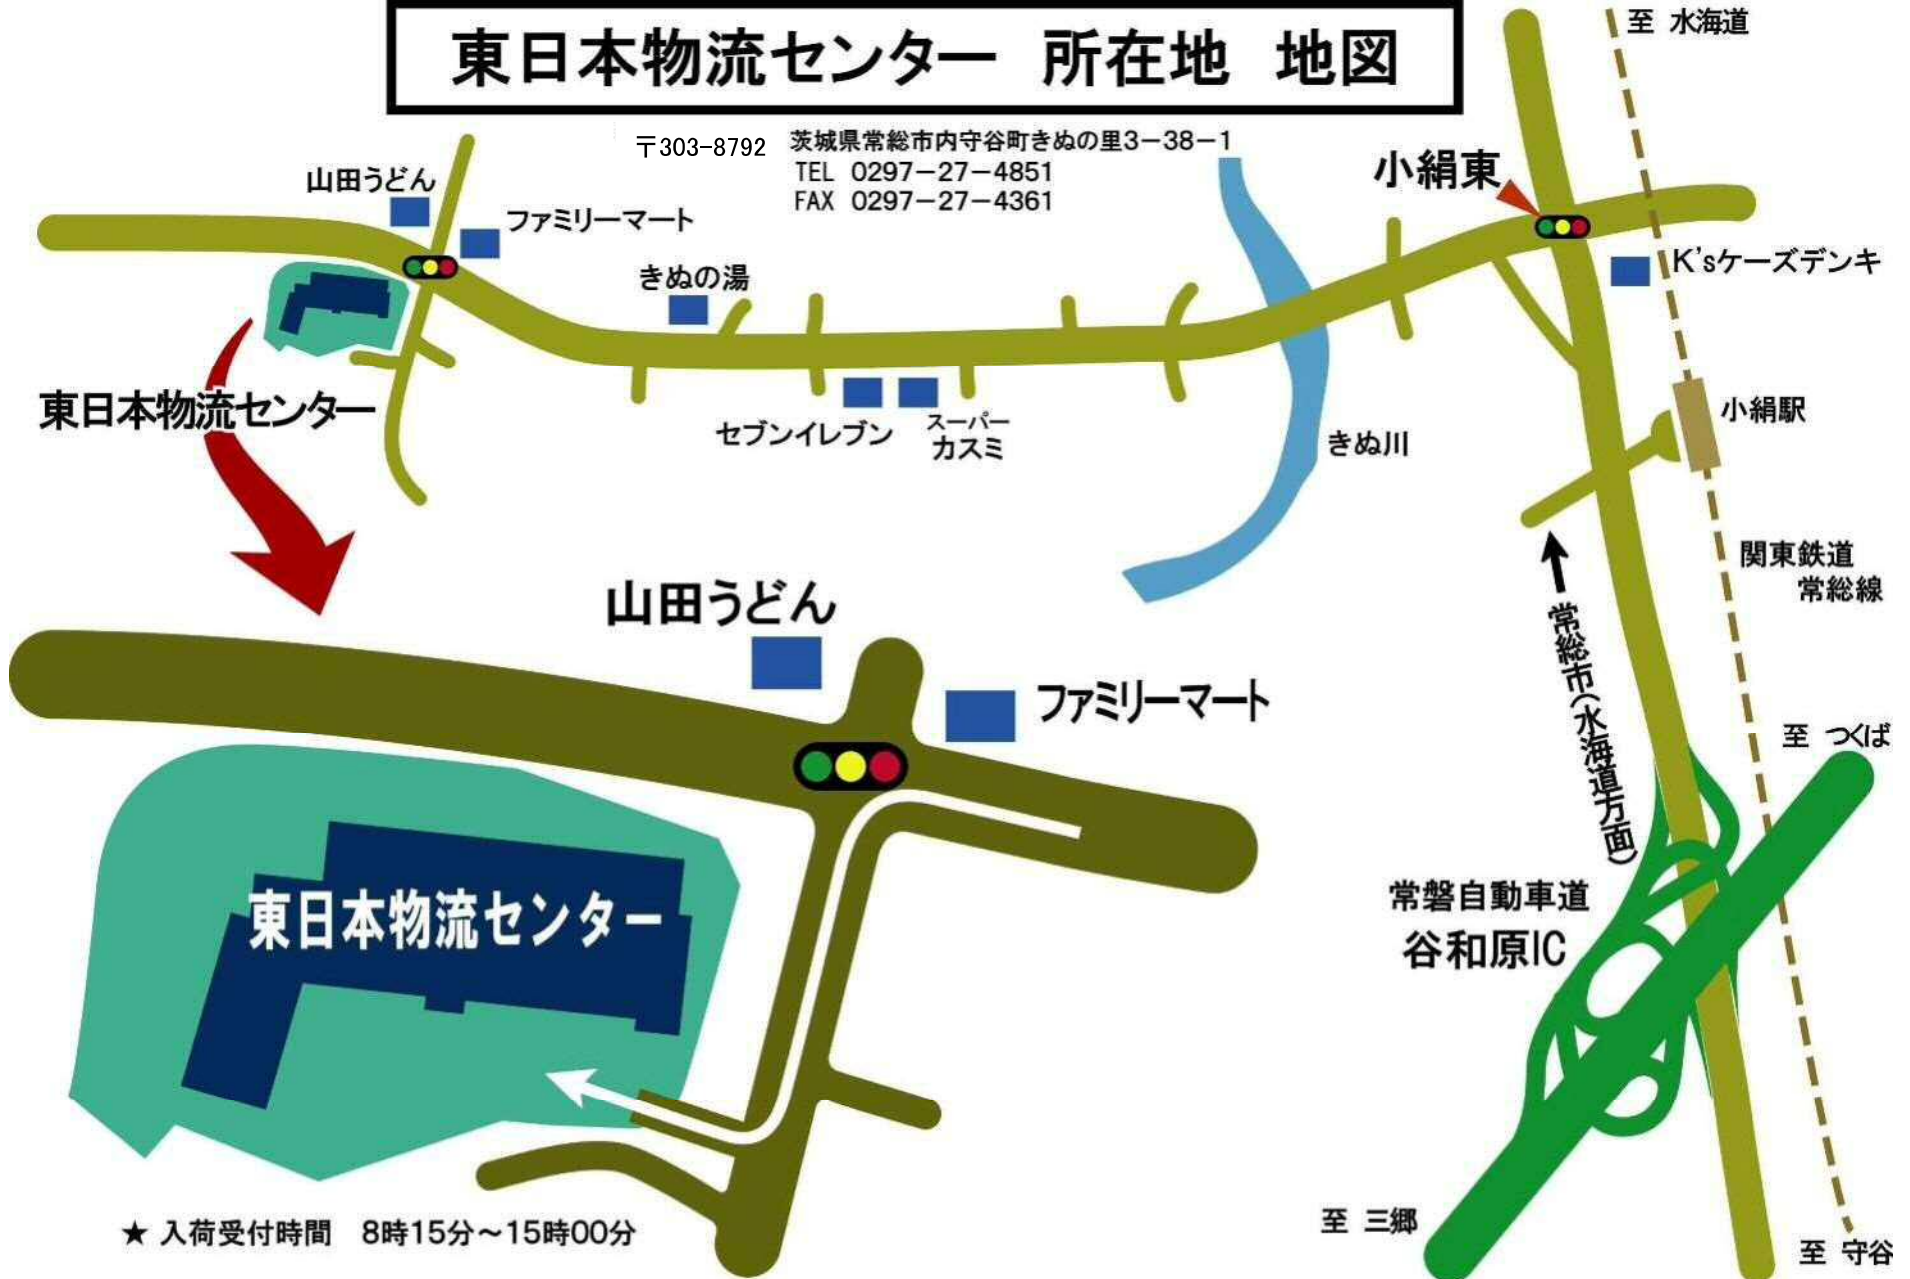 東日本物流センター 所在地 地図
〒303-8792 茨城県常総市内守谷町きぬの里3-38-1
TEL 0297-27-4851
FAX 0297-27-4361
至 水海道
小絹東
山田うどん
ファミリーマート
きぬの湯
K'sケーズデンキ
東日本物流センター
セブンイレブン
スーパー
カスミ
きぬ川
小絹駅
関東鉄道
常総線
常総市(水海道方面)
山田うどん
ファミリーマート
至 つくば
東日本物流センター
常磐自動車道
谷和原IC
至 三郷
至 守谷
★ 入荷受付時間 8時15分～15時00分